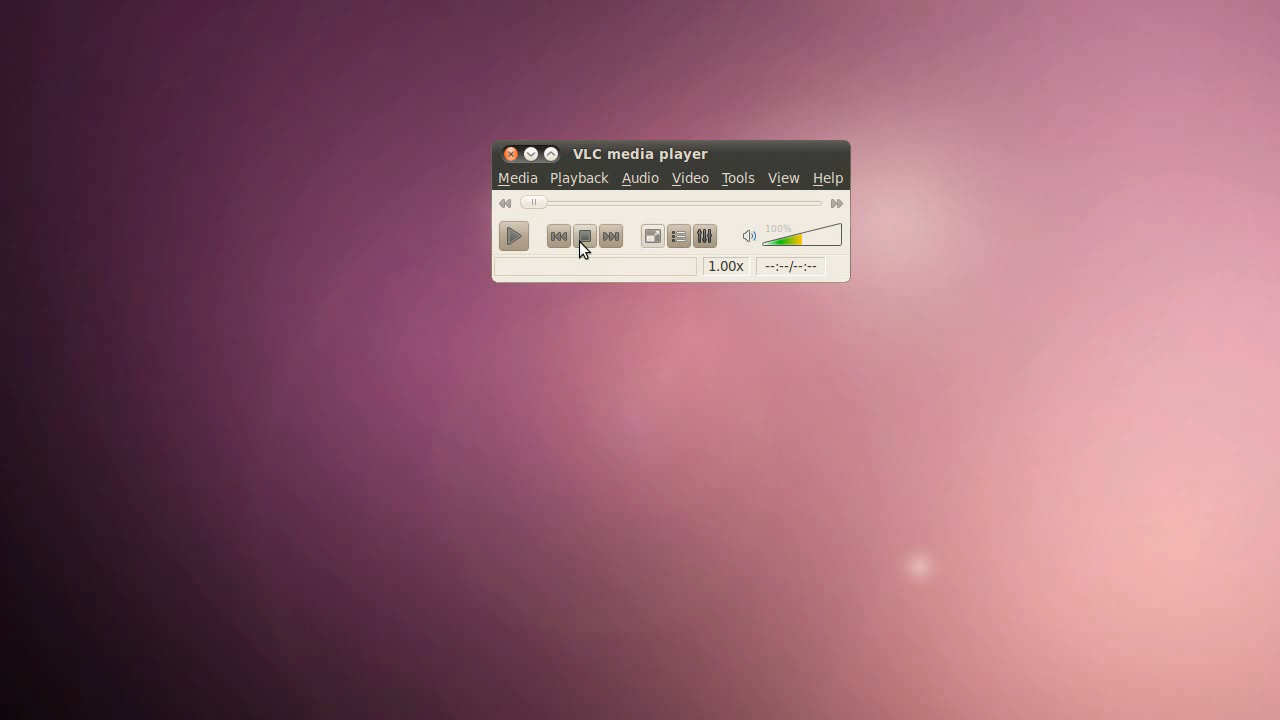 VLC media player
Media Playback Audio Video Tools View Help
100%
1.00x --:--/--:--